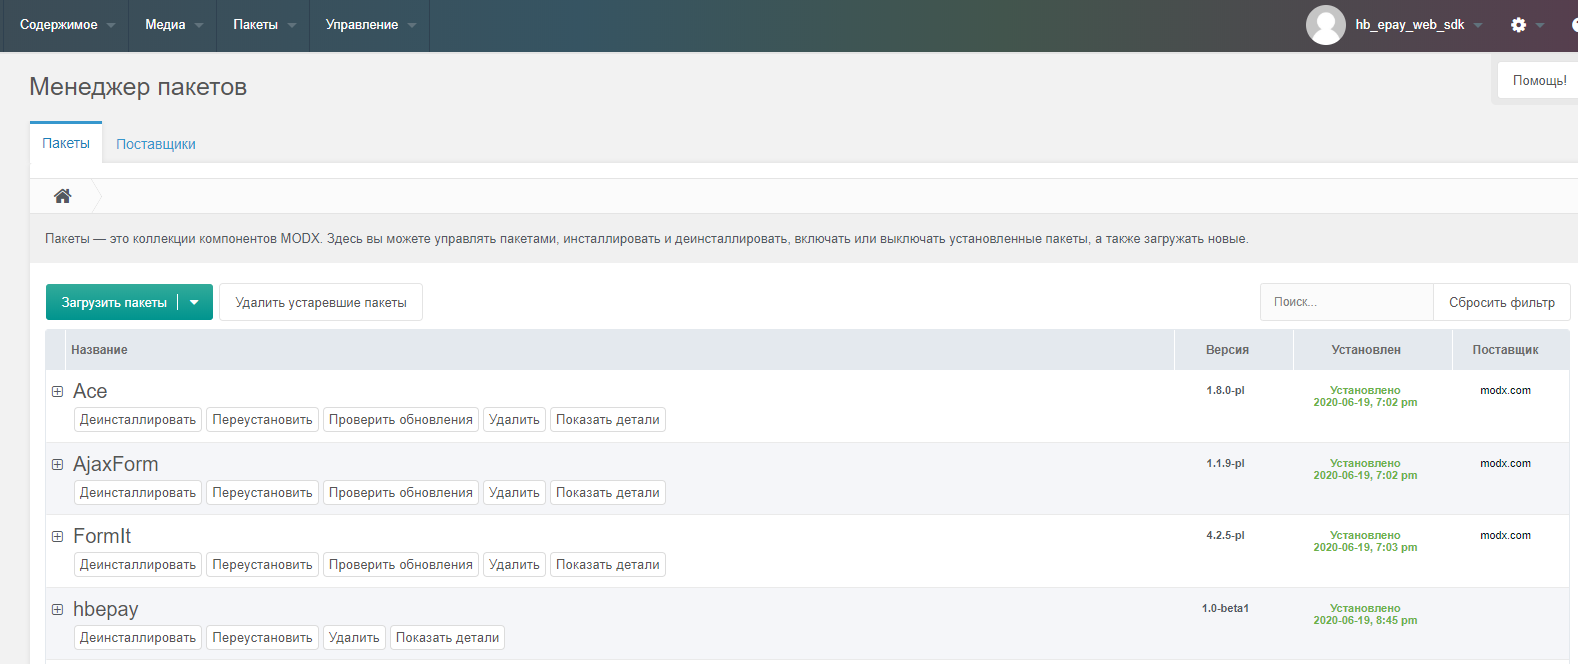 Содержимое Медиа Пакеты Управление hb_epay_web_sdk
Менеджер пакетов
Помощь!
Пакеты Поставщики
Пакеты — это коллекции компонентов MODX. Здесь вы можете управлять пакетами, инсталлировать и деинсталлировать, включать или выключать установленные пакеты, а также загружать новые.
Загрузить пакеты Удалить устаревшие пакеты Поиск... Сбросить фильтр
Название Версия Установлен Поставщик
Ace 1.8.0-pl Установлено modx.com
2020-06-19, 7:02 pm
Деинсталлировать Переустановить Проверить обновления Удалить Показать детали
AjaxForm 1.1.9-pl Установлено modx.com
2020-06-19, 7:02 pm
Деинсталлировать Переустановить Проверить обновления Удалить Показать детали
FormIt 4.2.5-pl Установлено modx.com
2020-06-19, 7:03 pm
Деинсталлировать Переустановить Проверить обновления Удалить Показать детали
hbepay 1.0-beta1 Установлено
2020-06-19, 8:45 pm
Деинсталлировать Переустановить Удалить Показать детали